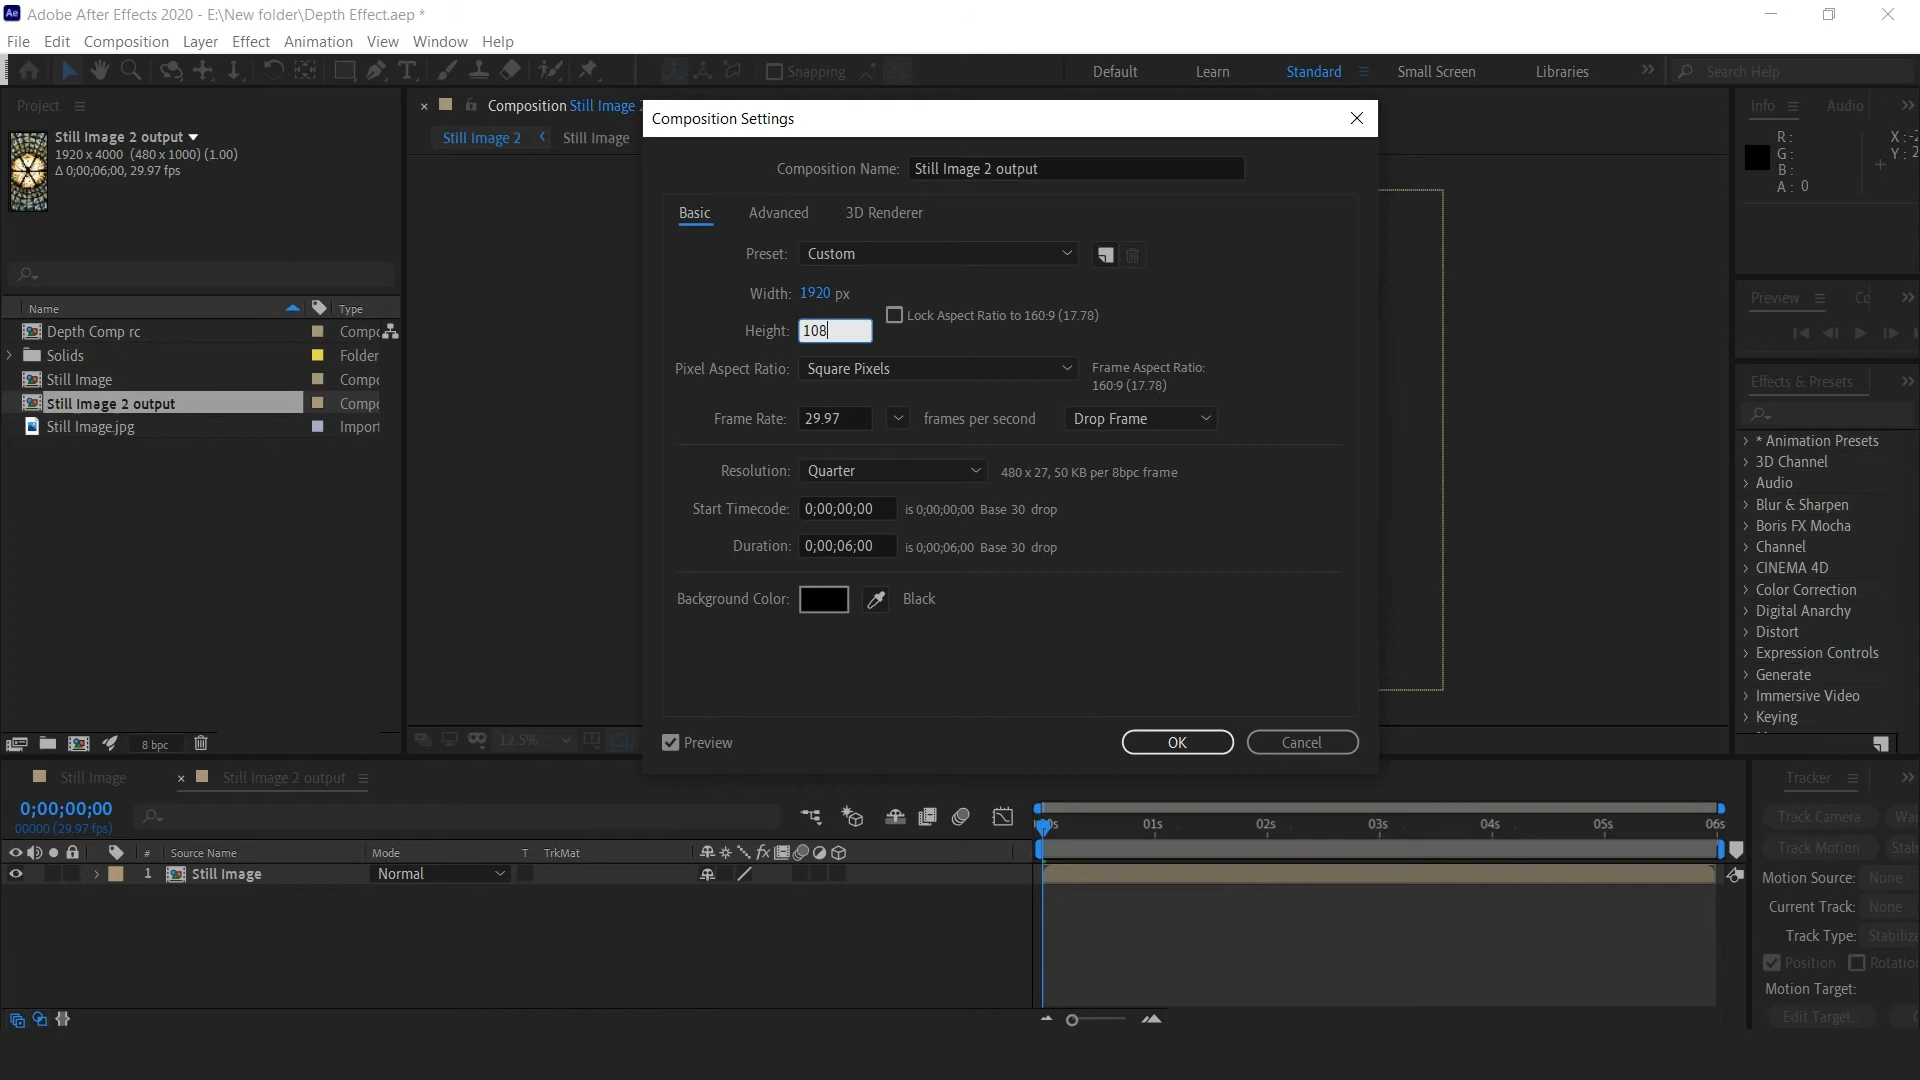 Ae Adobe After Effects 2020 - E:\New folder\Depth Effect.aep *
File Edit Composition Layer Effect Animation View Window Help
Snapping Default Learn Standard Small Screen Libraries Search Help
Project
Still Image 2 output
1920 x 4000 (480 x 1000) (1.00)
Δ 0;00;06;00, 29.97 fps
Name Type
Depth Comp rc Compo
Solids Folder
Still Image Compo
Still Image 2 output Compo
Still Image.jpg Import
8 bpc
Composition Still Image 2
Still Image 2 Still Image
12.5%
Composition Settings
Composition Name: Still Image 2 output
Basic Advanced 3D Renderer
Preset: Custom
Width: 1920 px
Lock Aspect Ratio to 160:9 (17.78)
Height: 108
Pixel Aspect Ratio: Square Pixels
Frame Aspect Ratio:
160:9 (17.78)
Frame Rate: 29.97 frames per second Drop Frame
Resolution: Quarter 480 x 27, 50 KB per 8bpc frame
Start Timecode: 0;00;00;00 is 0;00;00;00 Base 30 drop
Duration: 0;00;06;00 is 0;00;06;00 Base 30 drop
Background Color: Black
Preview OK Cancel
Info Audio
R: X: -2
G: Y: 2
B:
A: 0
Preview
Effects & Presets
* Animation Presets
3D Channel
Audio
Blur & Sharpen
Boris FX Mocha
Channel
CINEMA 4D
Color Correction
Digital Anarchy
Distort
Expression Controls
Generate
Immersive Video
Keying
Still Image Still Image 2 output
0;00;00;00
00000 (29.97 fps)
# Source Name Mode T TrkMat
1 Still Image Normal
01s 02s 03s 04s 05s 06s
Tracker
Track Camera
Track Motion
Motion Source: None
Current Track: None
Track Type: Stabilize
Position Rotation
Motion Target:
Edit Target...